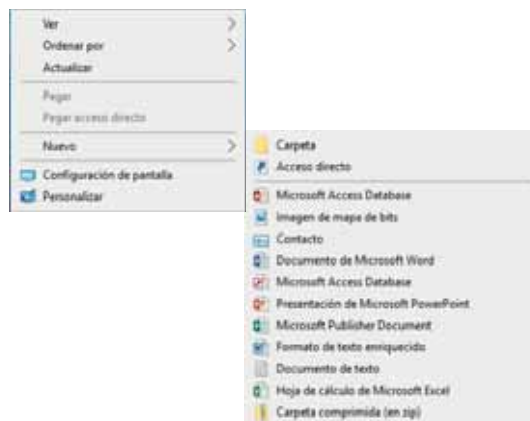 Ver
Ordenar por
Actualizar
Pegar
Pegar acceso directo
Nuevo
Configuración de pantalla
Personalizar
Carpeta
Acceso directo
Microsoft Access Database
Imagen de mapa de bits
Contacto
Documento de Microsoft Word
Microsoft Access Database
Presentación de Microsoft PowerPoint
Microsoft Publisher Document
Formato de texto enriquecido
Documento de texto
Hoja de cálculo de Microsoft Excel
Carpeta comprimida (en zip)